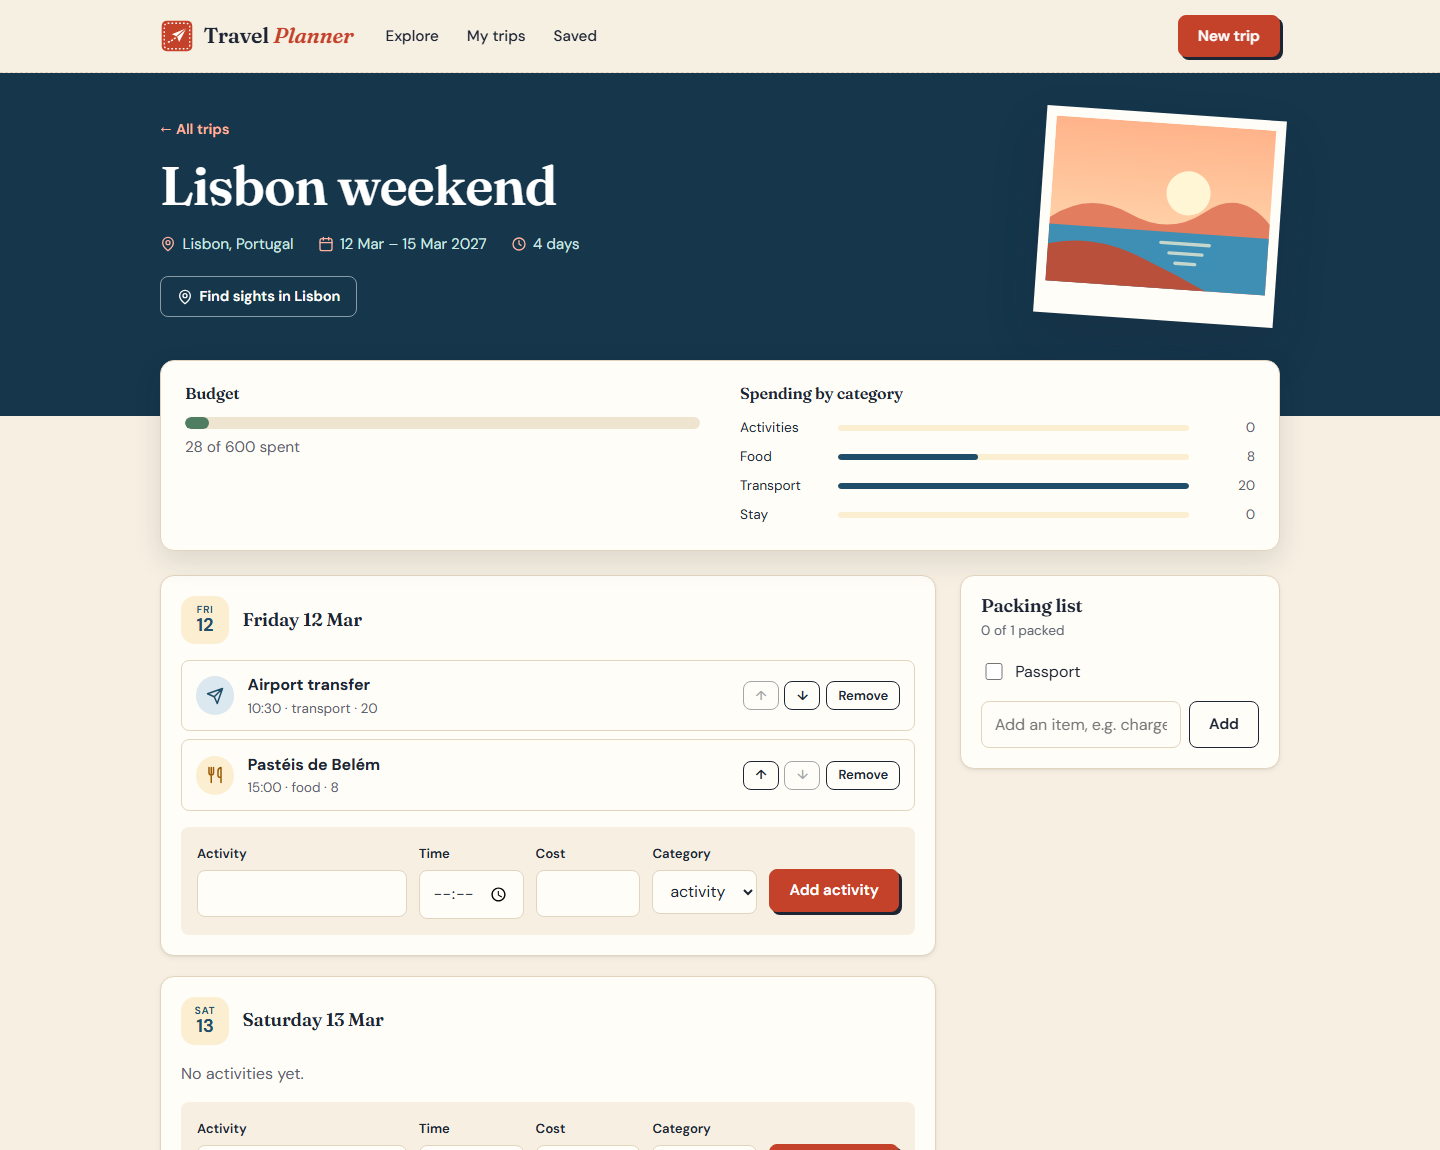 Travel Planner
Explore
My trips
Saved
New trip
← All trips
Lisbon weekend
Lisbon, Portugal
12 Mar – 15 Mar 2027
4 days
Find sights in Lisbon
Budget
28 of 600 spent
Spending by category
Activities 0
Food 8
Transport 20
Stay 0
FRI
12
Friday 12 Mar
Airport transfer
10:30 · transport · 20
↑ ↓ Remove
Pastéis de Belém
15:00 · food · 8
↑ ↓ Remove
Activity Time Cost Category
--:-- activity Add activity
SAT
13
Saturday 13 Mar
No activities yet.
Activity Time Cost Category
Packing list
0 of 1 packed
Passport
Add an item, e.g. charge
Add